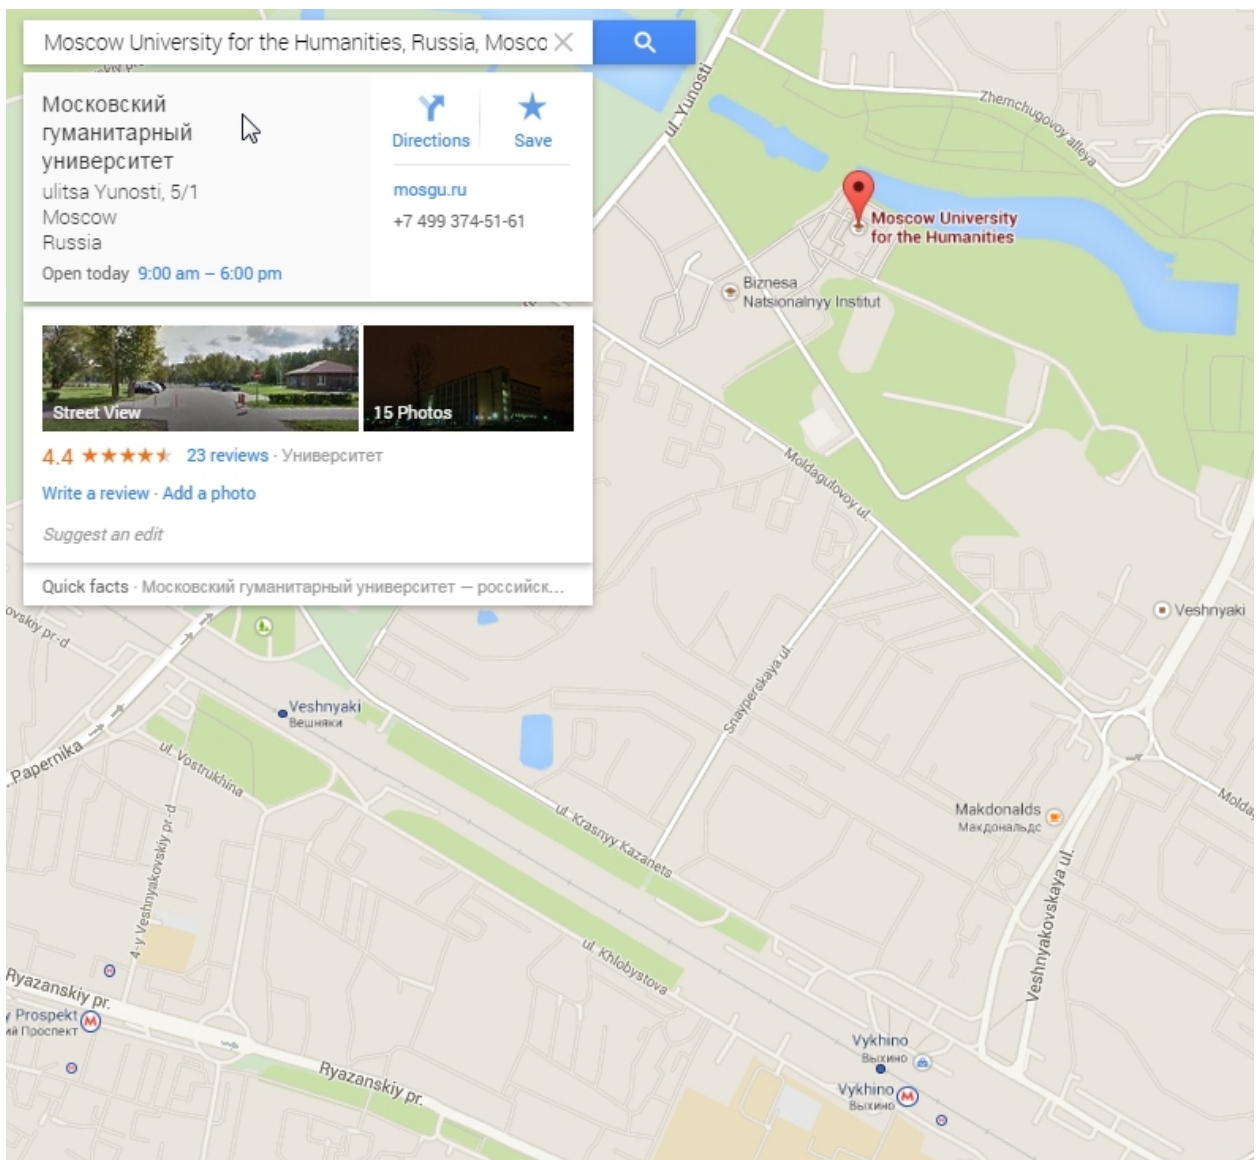 Moscow University for the Humanities, Russia, Mosco
Московский
гуманитарный
университет
ulitsa Yunosti, 5/1
Moscow
Russia
Open today 9:00 am – 6:00 pm
Directions
Save
mosgu.ru
+7 499 374-51-61
Street View
15 Photos
4.4
23 reviews · Университет
Write a review · Add a photo
Suggest an edit
Quick facts · Московский гуманитарный университет — российск...
ul. Yunosti
Zhemchugovoy alleya
Moscow University
for the Humanities
Biznesa
Natsionalnyy Institut
Moldagulovoy ul.
Veshnyaki
ovskiy pr-d
Veshnyaki
Вешняки
Snayperskaya ul.
Papernika
ul. Vostrukhina
Molda
Makdonalds
Макдональдс
ul. Krasnyy Kazanets
4-y Veshnyakovskiy pr-d
Veshnyakovskaya ul.
ul. Khlobystova
Ryazanskiy pr.
y Prospekt
ий Проспект
M
Ryazanskiy pr.
Vykhino
Выхино
Vykhino
Выхино
M